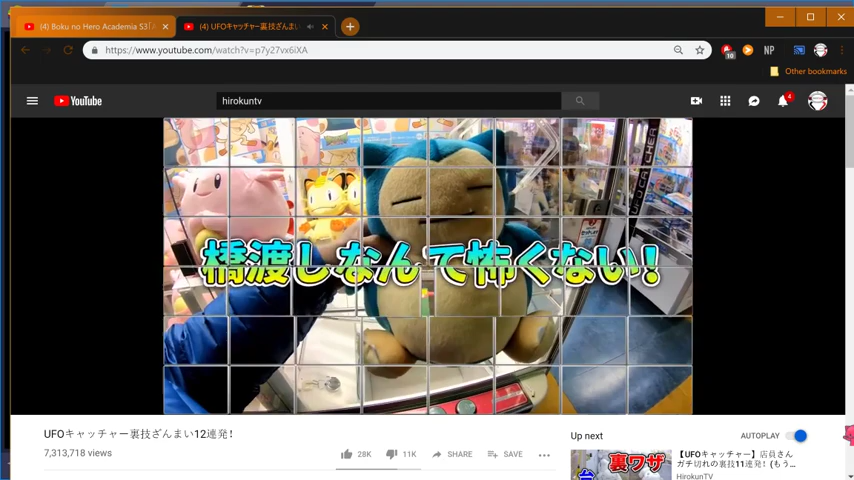 (4) Boku no Hero Academia S3
(4) UFOキャッチャー裏技ざんまい
https://www.youtube.com/watch?v=p7y27vx6iXA
10
NP
Other bookmarks
YouTube
hirokuntv
4
UFO CATCHER
橋渡しなんて怖くない!
UFOキャッチャー裏技ざんまい12連発!
7,313,718 views
28K
11K
SHARE
SAVE
Up next
AUTOPLAY
裏ワザ
【UFOキャッチャー】店員さん
ガチ切れの裏技11連発!(もう...
HirokunTV